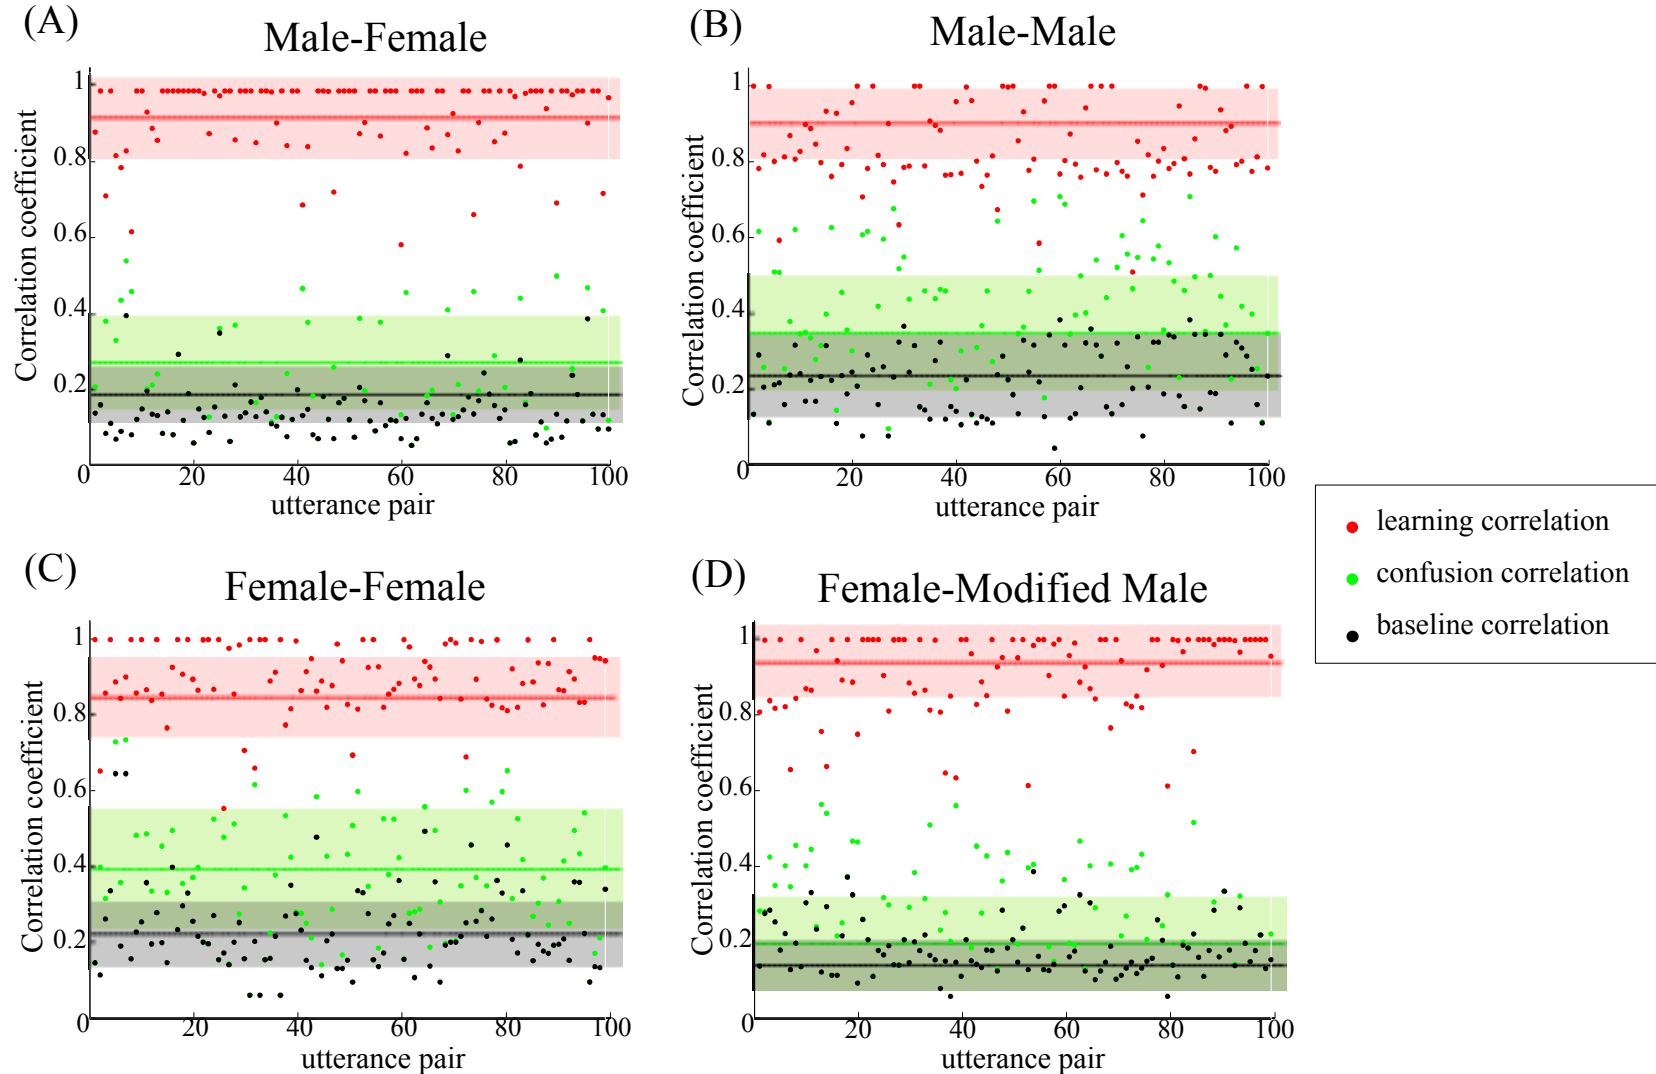 (A)
Male-Female
1
0.8
0.6
0.4
0.2
0
20
40
60
80
100
Correlation coefficient
utterance pair
(B)
Male-Male
1
0.8
0.6
0.4
0.2
0
20
40
60
80
100
Correlation coefficient
utterance pair
(C)
Female-Female
1
0.8
0.6
0.4
0.2
0
20
40
60
80
100
Correlation coefficient
utterance pair
(D)
Female-Modified Male
1
0.8
0.6
0.4
0.2
0
20
40
60
80
100
Correlation coefficient
utterance pair
learning correlation
confusion correlation
baseline correlation